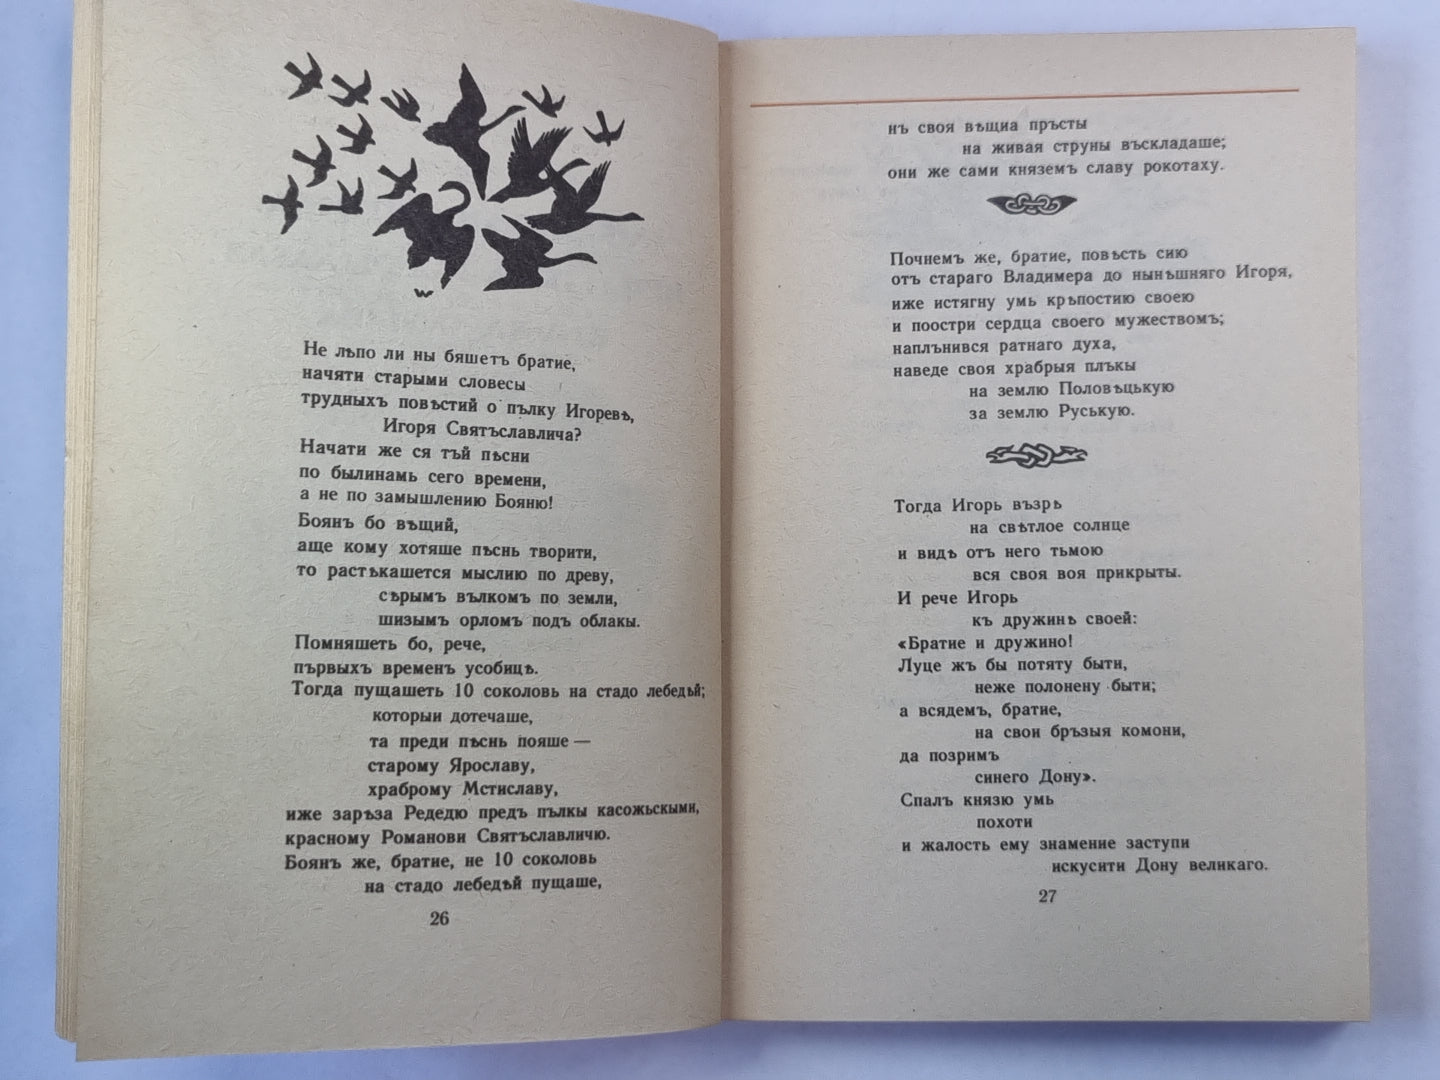 Не лѣпо ли ны бяшетъ братие,
начяти старыми словесы
трудныхъ повѣстий о пълку Игоревѣ,
Игоря Святъславлича?
Начати же ся тъй пѣсни
по былинамь сего времени,
а не по замышлению Бояню!
Боянъ бо вѣщий,
аще кому хотяше пѣснь творити,
то растѣкашется мыслию по древу,
сѣрымъ вълкомъ по земли,
шизымъ орломъ подъ облакы.
Помняшеть бо, рече,
първыхъ временъ усобицѣ.
Тогда пущашеть 10 соколовь на стадо лебедѣй;
которыи дотечаше,
та преди пѣснь пояше —
старому Ярославу,
храброму Мстиславу,
иже зарѣза Редедю предъ пълкы касожьскыми,
красному Романови Святъславличю.
Боянъ же, братие, не 10 соколовь
на стадо лебедѣй пущаше,
26
нъ своя вѣщиа пръсты
на живая струны въскладаше;
они же сами княземъ славу рокотаху.
Почнемъ же, братие, повѣсть сию
отъ стараго Владимера до нынѣшняго Игоря,
иже истягну умь крѣпостию своею
и поостри сердца своего мужествомъ;
наплънився ратнаго духа,
наведе своя храбрыя плъкы
на землю Половѣцькую
за землю Руськую.
Тогда Игорь възрѣ
на свѣтлое солнце
и видѣ отъ него тьмою
вся своя воя прикрыты.
И рече Игорь
къ дружинѣ своей:
«Братие и дружино!
Луце жъ бы потяту быти,
неже полонену быти;
а всядемъ, братие,
на свои бръзыя комони,
да позримъ
синего Дону».
Спалъ князю умь
похоти
и жалость ему знамение заступи
искусити Дону великаго.
27